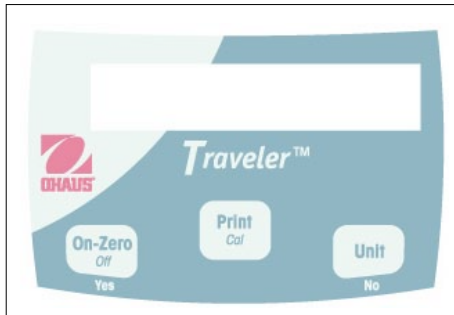 Traveler™
OHAUS®
Print
Cal
On-Zero
Off
Unit
Yes
No